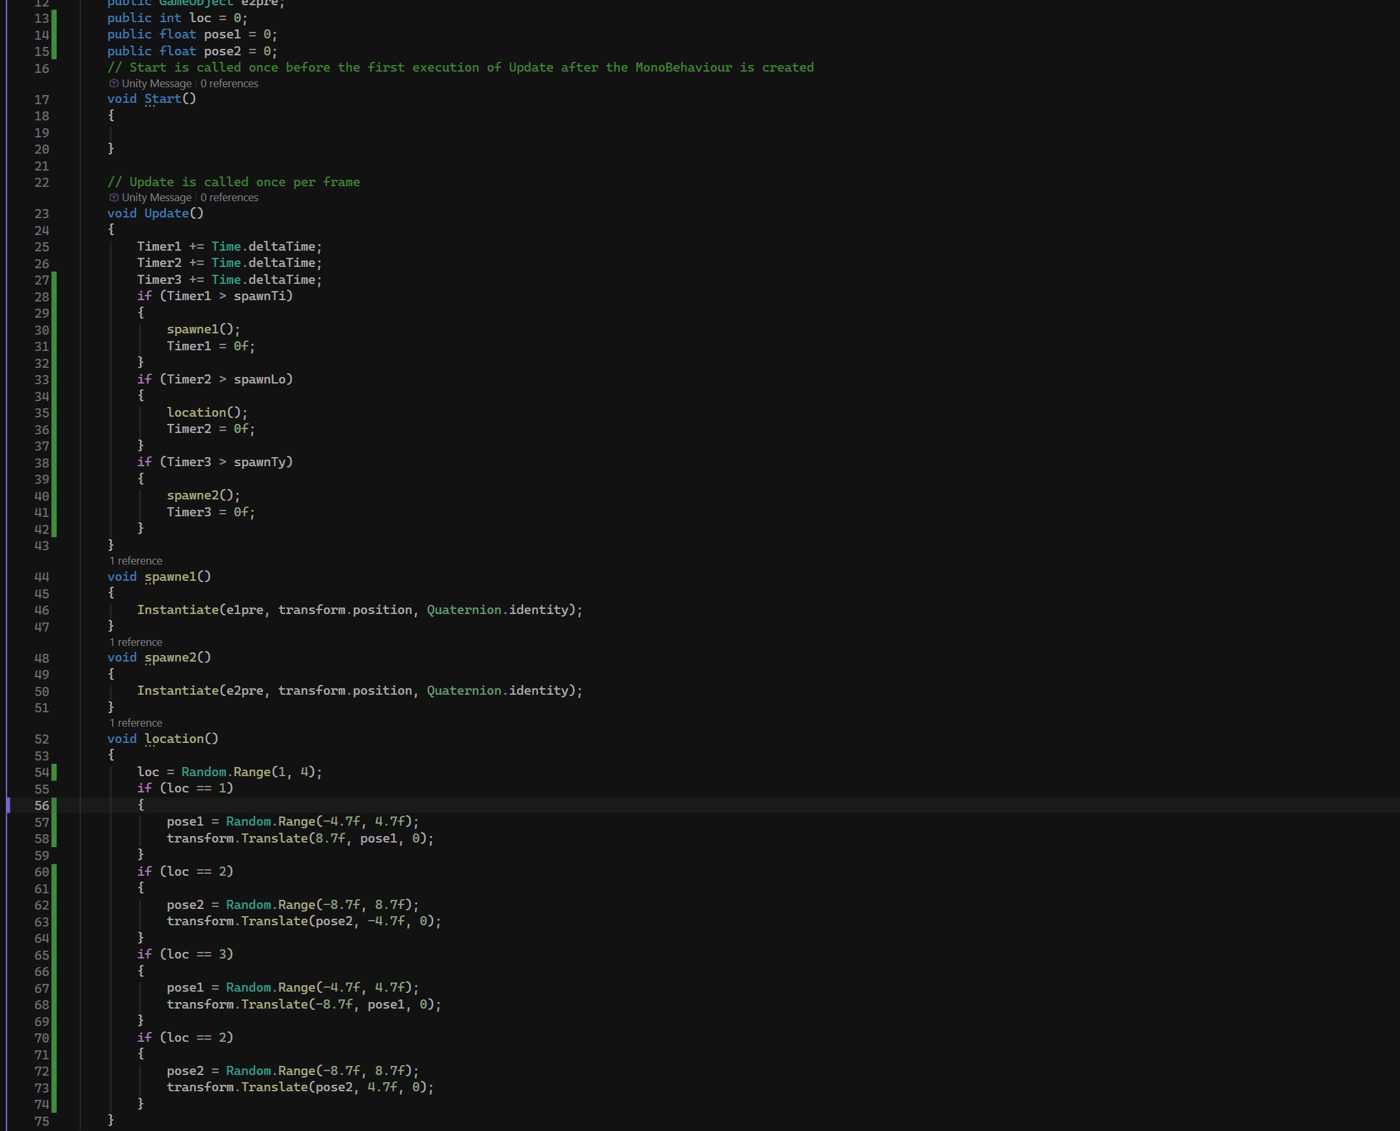 12 public GameObject e2pre;
13 public int loc = 0;
14 public float pose1 = 0;
15 public float pose2 = 0;
16 // Start is called once before the first execution of Update after the MonoBehaviour is created
Unity Message | 0 references
17 void Start()
18 {
19
20 }
21
22 // Update is called once per frame
Unity Message | 0 references
23 void Update()
24 {
25 Timer1 += Time.deltaTime;
26 Timer2 += Time.deltaTime;
27 Timer3 += Time.deltaTime;
28 if (Timer1 > spawnTi)
29 {
30 spawne1();
31 Timer1 = 0f;
32 }
33 if (Timer2 > spawnLo)
34 {
35 location();
36 Timer2 = 0f;
37 }
38 if (Timer3 > spawnTy)
39 {
40 spawne2();
41 Timer3 = 0f;
42 }
43 }
1 reference
44 void spawne1()
45 {
46 Instantiate(e1pre, transform.position, Quaternion.identity);
47 }
1 reference
48 void spawne2()
49 {
50 Instantiate(e2pre, transform.position, Quaternion.identity);
51 }
1 reference
52 void location()
53 {
54 loc = Random.Range(1, 4);
55 if (loc == 1)
56 {
57 pose1 = Random.Range(-4.7f, 4.7f);
58 transform.Translate(8.7f, pose1, 0);
59 }
60 if (loc == 2)
61 {
62 pose2 = Random.Range(-8.7f, 8.7f);
63 transform.Translate(pose2, -4.7f, 0);
64 }
65 if (loc == 3)
66 {
67 pose1 = Random.Range(-4.7f, 4.7f);
68 transform.Translate(-8.7f, pose1, 0);
69 }
70 if (loc == 2)
71 {
72 pose2 = Random.Range(-8.7f, 8.7f);
73 transform.Translate(pose2, 4.7f, 0);
74 }
75 }